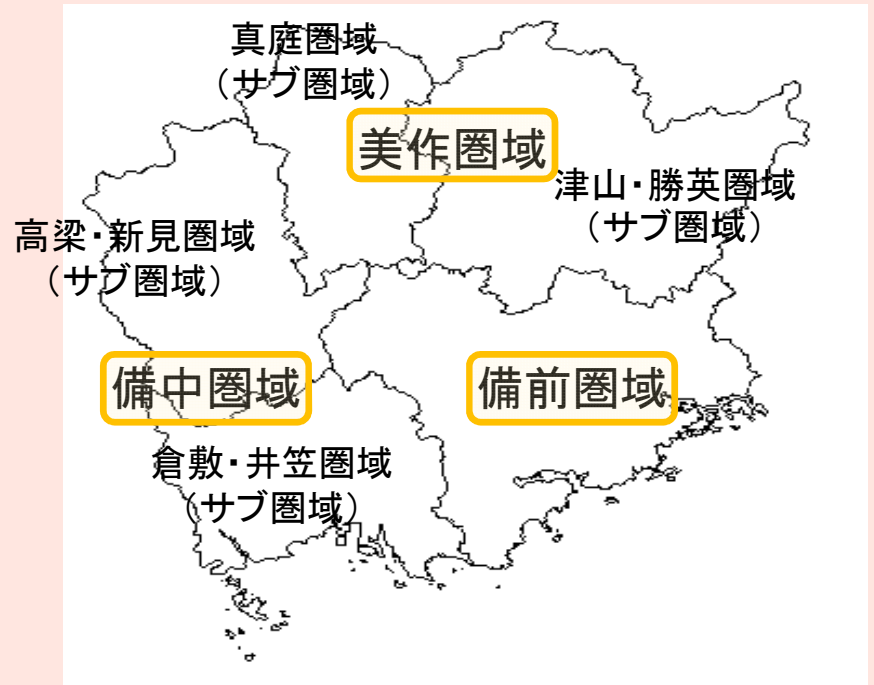 真庭圏域
（サブ圏域）
美作圏域
津山・勝英圏域
（サブ圏域）
高梁・新見圏域
（サブ圏域）
備中圏域
備前圏域
倉敷・井笠圏域
（サブ圏域）